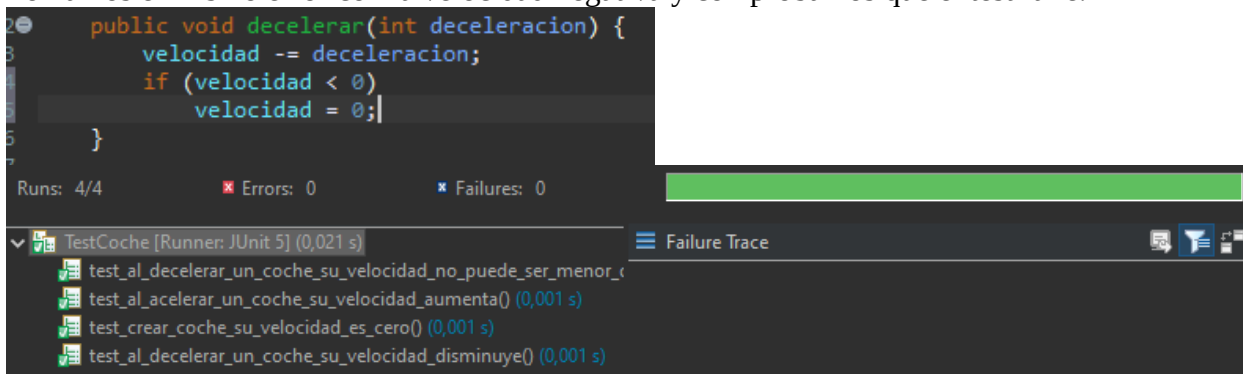 public void decelerar(int deceleracion) {
velocidad -= deceleracion;
if (velocidad < 0)
velocidad = 0;
}
Runs: 4/4 Errors: 0 Failures: 0
TestCoche [Runner: JUnit 5] (0,021 s)
Failure Trace
test_al_decelerar_un_coche_su_velocidad_no_puede_ser_menor_
test_al_acelerar_un_coche_su_velocidad_aumenta() (0,001 s)
test_crear_coche_su_velocidad_es_cero() (0,001 s)
test_al_decelerar_un_coche_su_velocidad_disminuye() (0,001 s)